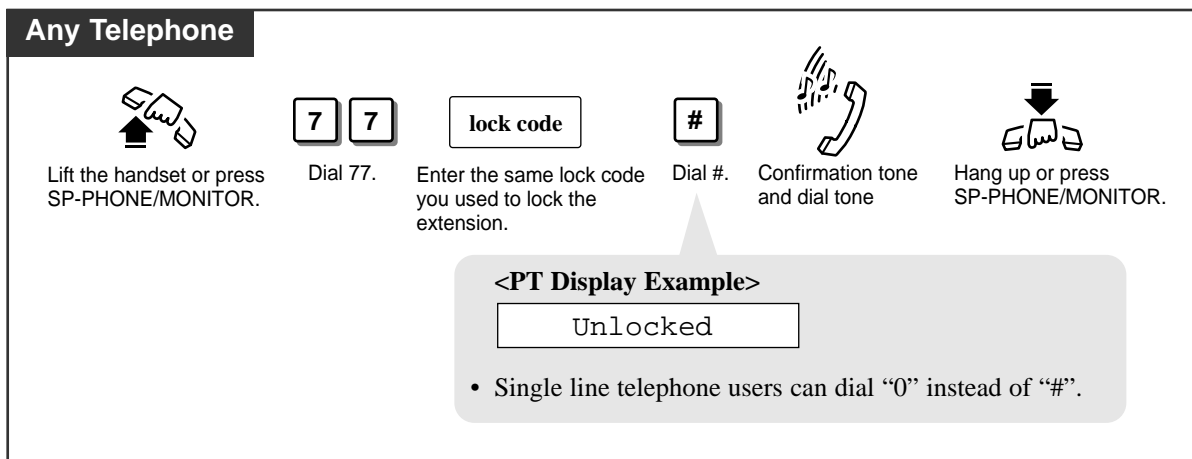 Any Telephone
7 7
lock code
#
Lift the handset or press
SP-PHONE/MONITOR.
Dial 77.
Enter the same lock code
you used to lock the
extension.
Dial #.
Confirmation tone
and dial tone
Hang up or press
SP-PHONE/MONITOR.
<PT Display Example>
Unlocked
• Single line telephone users can dial “0” instead of “#”.